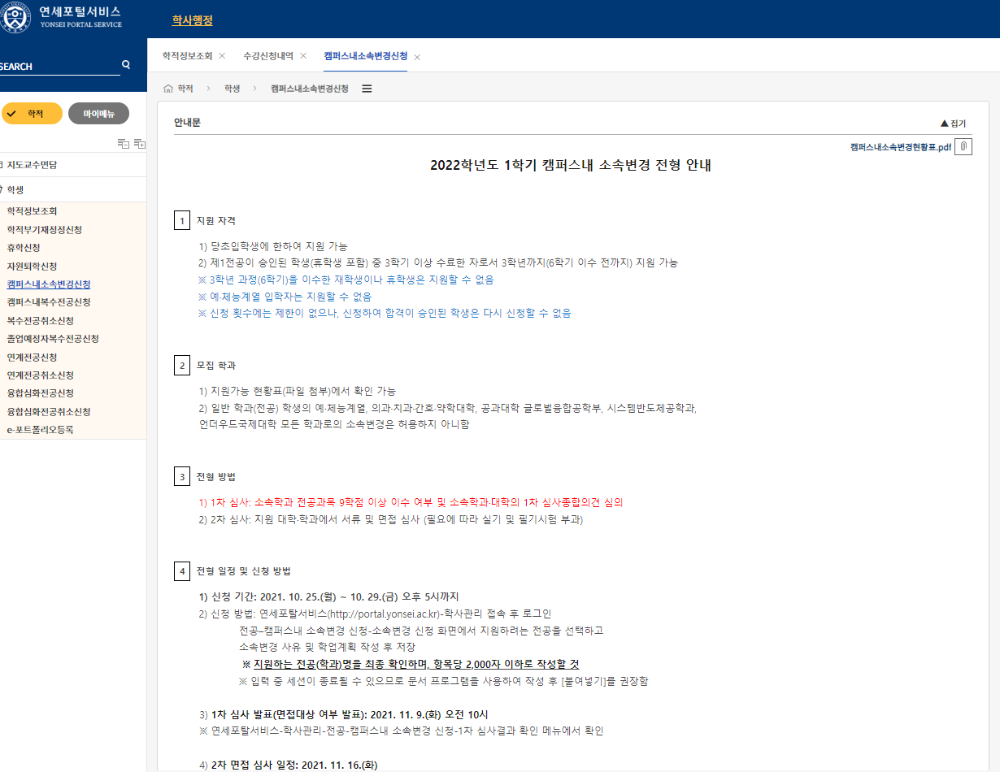 연세포털서비스
YONSEI PORTAL SERVICE
학사행정
SEARCH
학적정보조회
수강신청내역
캠퍼스내소속변경신청
학적
마이메뉴
학적 > 학생 > 캠퍼스내소속변경신청
지도교수면담
학생
학적정보조회
학적부기재정정신청
휴학신청
자원퇴학신청
캠퍼스내소속변경신청
캠퍼스내복수전공신청
복수전공취소신청
졸업예정자복수전공신청
연계전공신청
연계전공취소신청
융합심화전공신청
융합심화전공취소신청
e-포트폴리오등록
안내문
▲접기
캠퍼스내소속변경현황표.pdf
2022학년도 1학기 캠퍼스내 소속변경 전형 안내
1 지원 자격
1) 당초입학생에 한하여 지원 가능
2) 제1전공이 승인된 학생(휴학생 포함) 중 3학기 이상 수료한 자로서 3학년까지(6학기 이수 전까지) 지원 가능
※ 3학년 과정(6학기)을 이수한 재학생이나 휴학생은 지원할 수 없음
※ 예·체능계열 입학자는 지원할 수 없음
※ 신청 횟수에는 제한이 없으나, 신청하여 합격이 승인된 학생은 다시 신청할 수 없음
2 모집 학과
1) 지원가능 현황표(파일 첨부)에서 확인 가능
2) 일반 학과(전공) 학생의 예·체능계열, 의과·치과·간호·약학대학, 공과대학 글로벌융합공학부, 시스템반도체공학과,
언더우드국제대학 모든 학과로의 소속변경은 허용하지 아니함
3 전형 방법
1) 1차 심사: 소속학과 전공과목 9학점 이상 이수 여부 및 소속학과·대학의 1차 심사종합의견 심의
2) 2차 심사: 지원 대학·학과에서 서류 및 면접 심사 (필요에 따라 실기 및 필기시험 부과)
4 전형 일정 및 신청 방법
1) 신청 기간: 2021. 10. 25.(월) ~ 10. 29.(금) 오후 5시까지
2) 신청 방법: 연세포탈서비스(http://portal.yonsei.ac.kr)-학사관리 접속 후 로그인
전공–캠퍼스내 소속변경 신청-소속변경 신청 화면에서 지원하려는 전공을 선택하고
소속변경 사유 및 학업계획 작성 후 저장
※ 지원하는 전공(학과)명을 최종 확인하며, 항목당 2,000자 이하로 작성할 것
※ 입력 중 세션이 종료될 수 있으므로 문서 프로그램을 사용하여 작성 후 [붙여넣기]를 권장함
3) 1차 심사 발표(면접대상 여부 발표): 2021. 11. 9.(화) 오전 10시
※ 연세포탈서비스-학사관리-전공-캠퍼스내 소속변경 신청-1차 심사결과 확인 메뉴에서 확인
4) 2차 면접 심사 일정: 2021. 11. 16.(화)